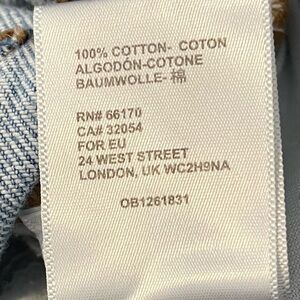 100% COTTON- COTON
ALGODÓN-COTONE
BAUMWOLLE- 棉
RN# 66170
CA# 32054
FOR EU
24 WEST STREET
LONDON, UK WC2H9NA
OB1261831